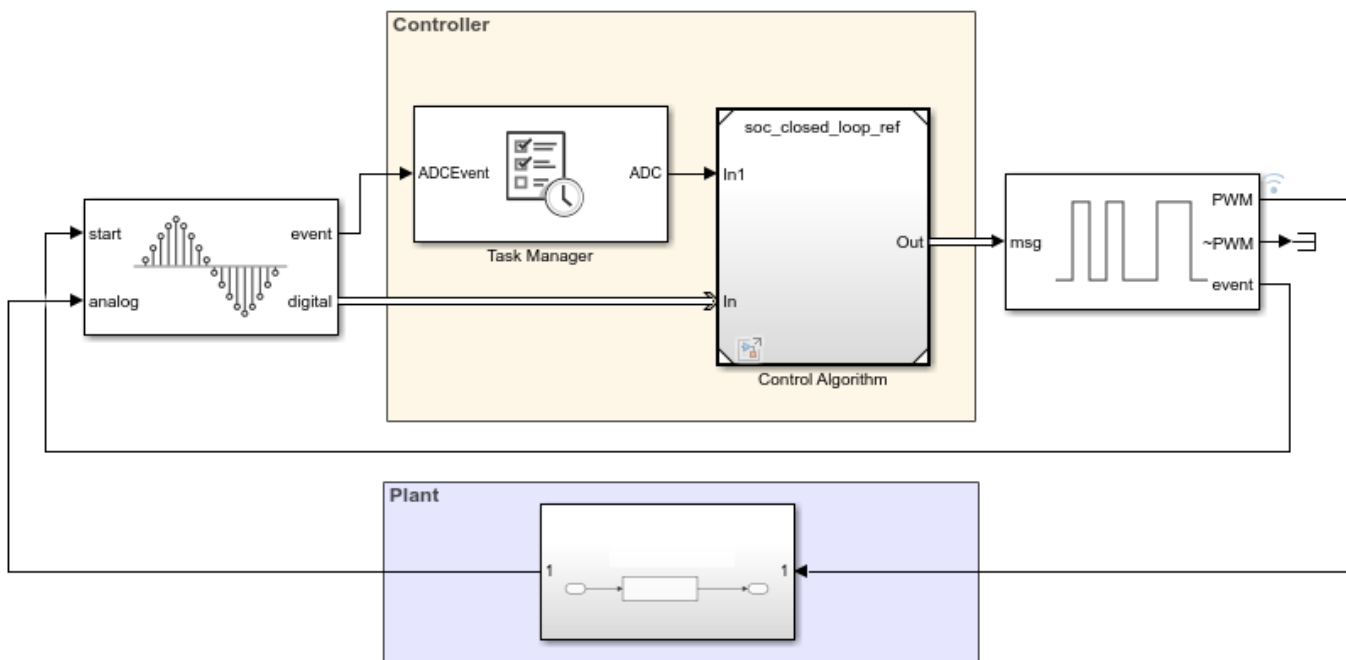 Controller
soc_closed_loop_ref
ADCEvent
ADC
In1
Task Manager
start
event
analog
digital
In
Out
Control Algorithm
msg
PWM
~PWM
event
Plant
1
1